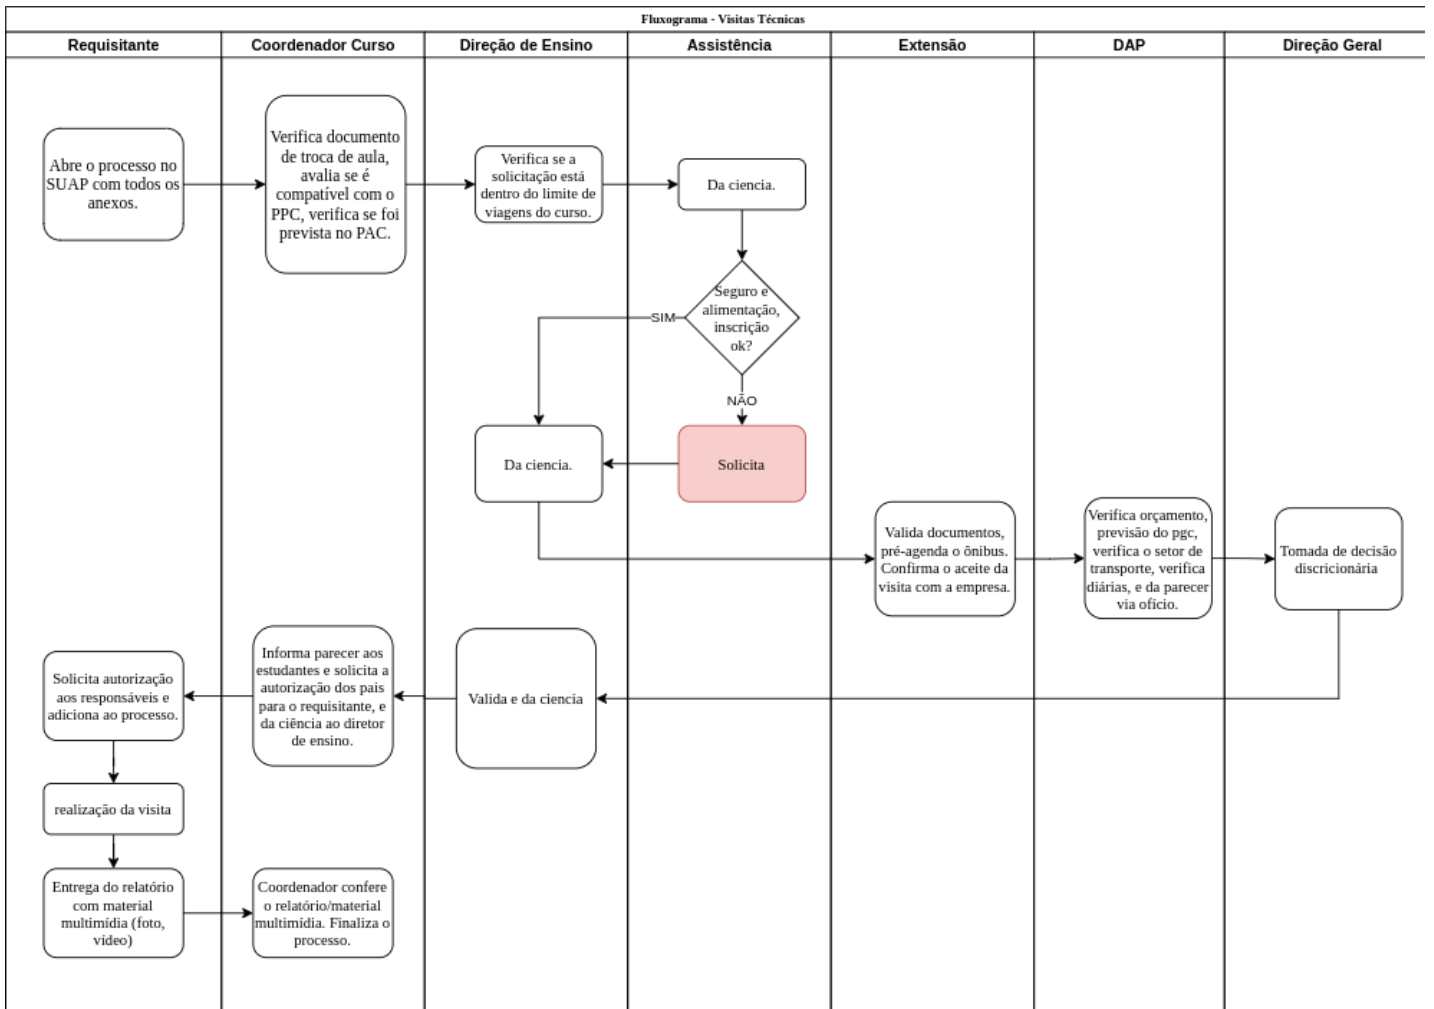 Fluxograma - Visitas Técnicas
Requisitante
Coordenador Curso
Direção de Ensino
Assistência
Extensão
DAP
Direção Geral
Abre o processo no
SUAP com todos os
anexos.
Verifica documento
de troca de aula,
avalia se é
compatível com o
PPC, verifica se foi
prevista no PAC.
Verifica se a
solicitação está
dentro do limite de
viagens do curso.
Da ciencia.
Seguro e
alimentação,
inscrição
ok?
SIM
NÃO
Da ciencia.
Solicita
Valida documentos,
pré-agenda o ônibus.
Confirma o aceite da
visita com a empresa.
Verifica orçamento,
previsão do pgc,
verifica o setor de
transporte, verifica
diárias, e da parecer
via oficio.
Tomada de decisão
discricionária
Valida e da ciencia
Informa parecer aos
estudantes e solicita a
autorização dos pais
para o requisitante, e
da ciência ao diretor
de ensino.
Solicita autorização
aos responsáveis e
adiciona ao processo.
realização da visita
Entrega do relatório
com material
multimídia (foto,
vídeo)
Coordenador confere
o relatório/material
multimídia. Finaliza o
processo.